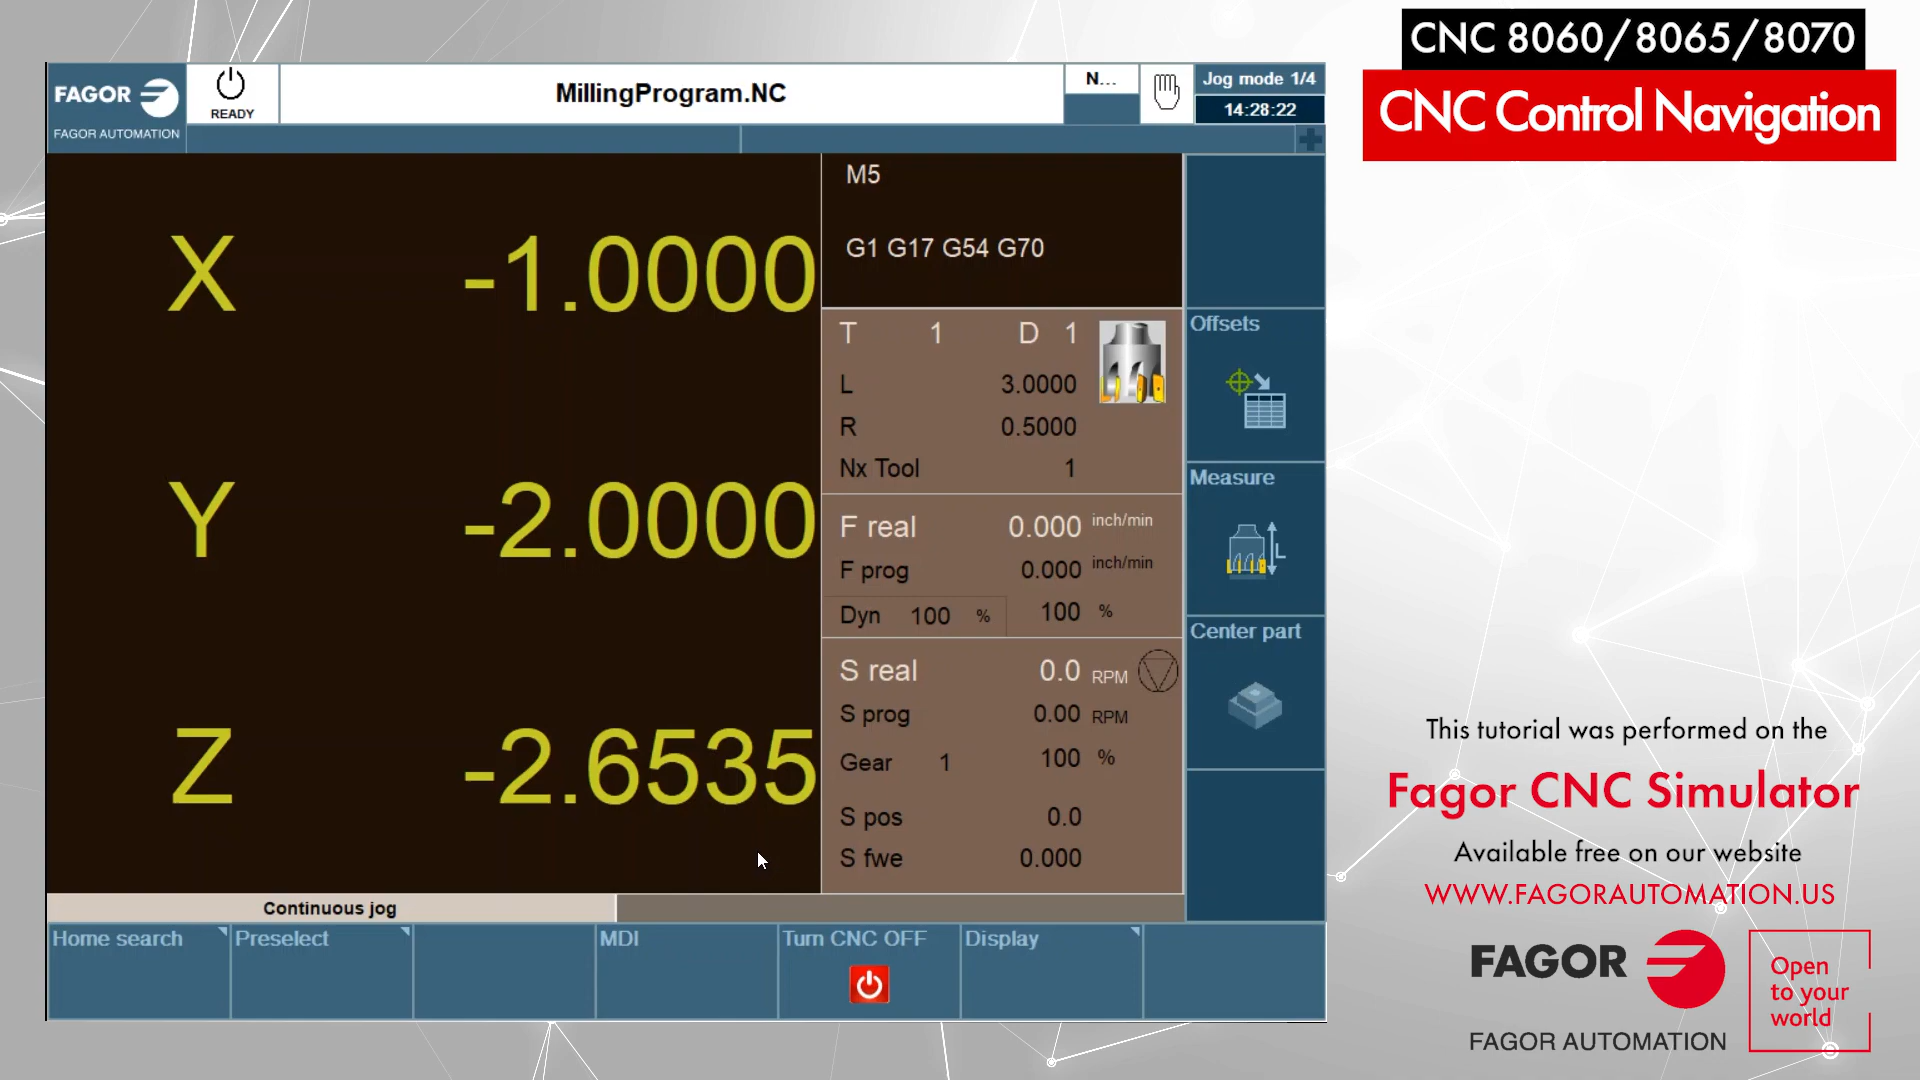 CNC 8060/8065/8070
CNC Control Navigation
FAGOR
FAGOR AUTOMATION
READY
MillingProgram.NC
N...
Jog mode 1/4
14:28:22
X -1.0000
Y -2.0000
Z -2.6535
M5
G1 G17 G54 G70
T 1 D 1
L 3.0000
R 0.5000
Nx Tool 1
F real 0.000 inch/min
F prog 0.000 inch/min
Dyn 100 % 100 %
S real 0.0 RPM
S prog 0.00 RPM
Gear 1 100 %
S pos 0.0
S fwe 0.000
Offsets
Measure
L
Center part
Continuous jog
Home search
Preselect
MDI
Turn CNC OFF
Display
This tutorial was performed on the
Fagor CNC Simulator
Available free on our website
WWW.FAGORAUTOMATION.US
FAGOR
FAGOR AUTOMATION
Open
to your
world